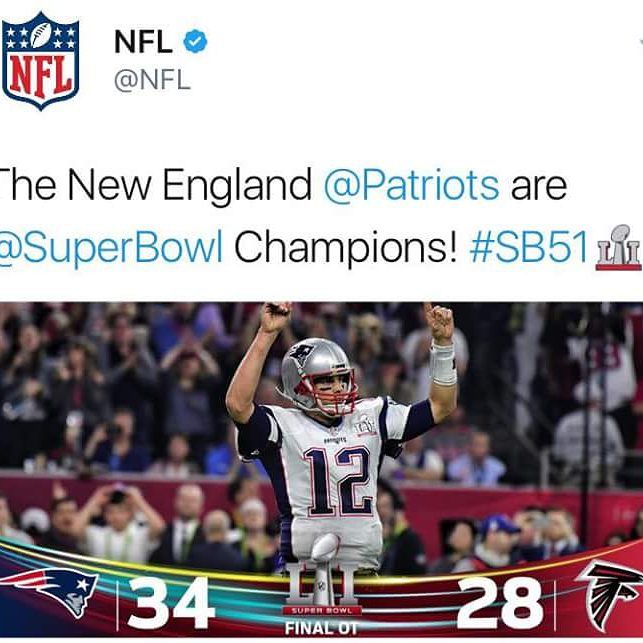 NFL
NFL
@NFL
The New England @Patriots are
@SuperBowl Champions! #SB51 LI
PATRIOTS
12
34
LI
SUPER BOWL
FINAL OT
28